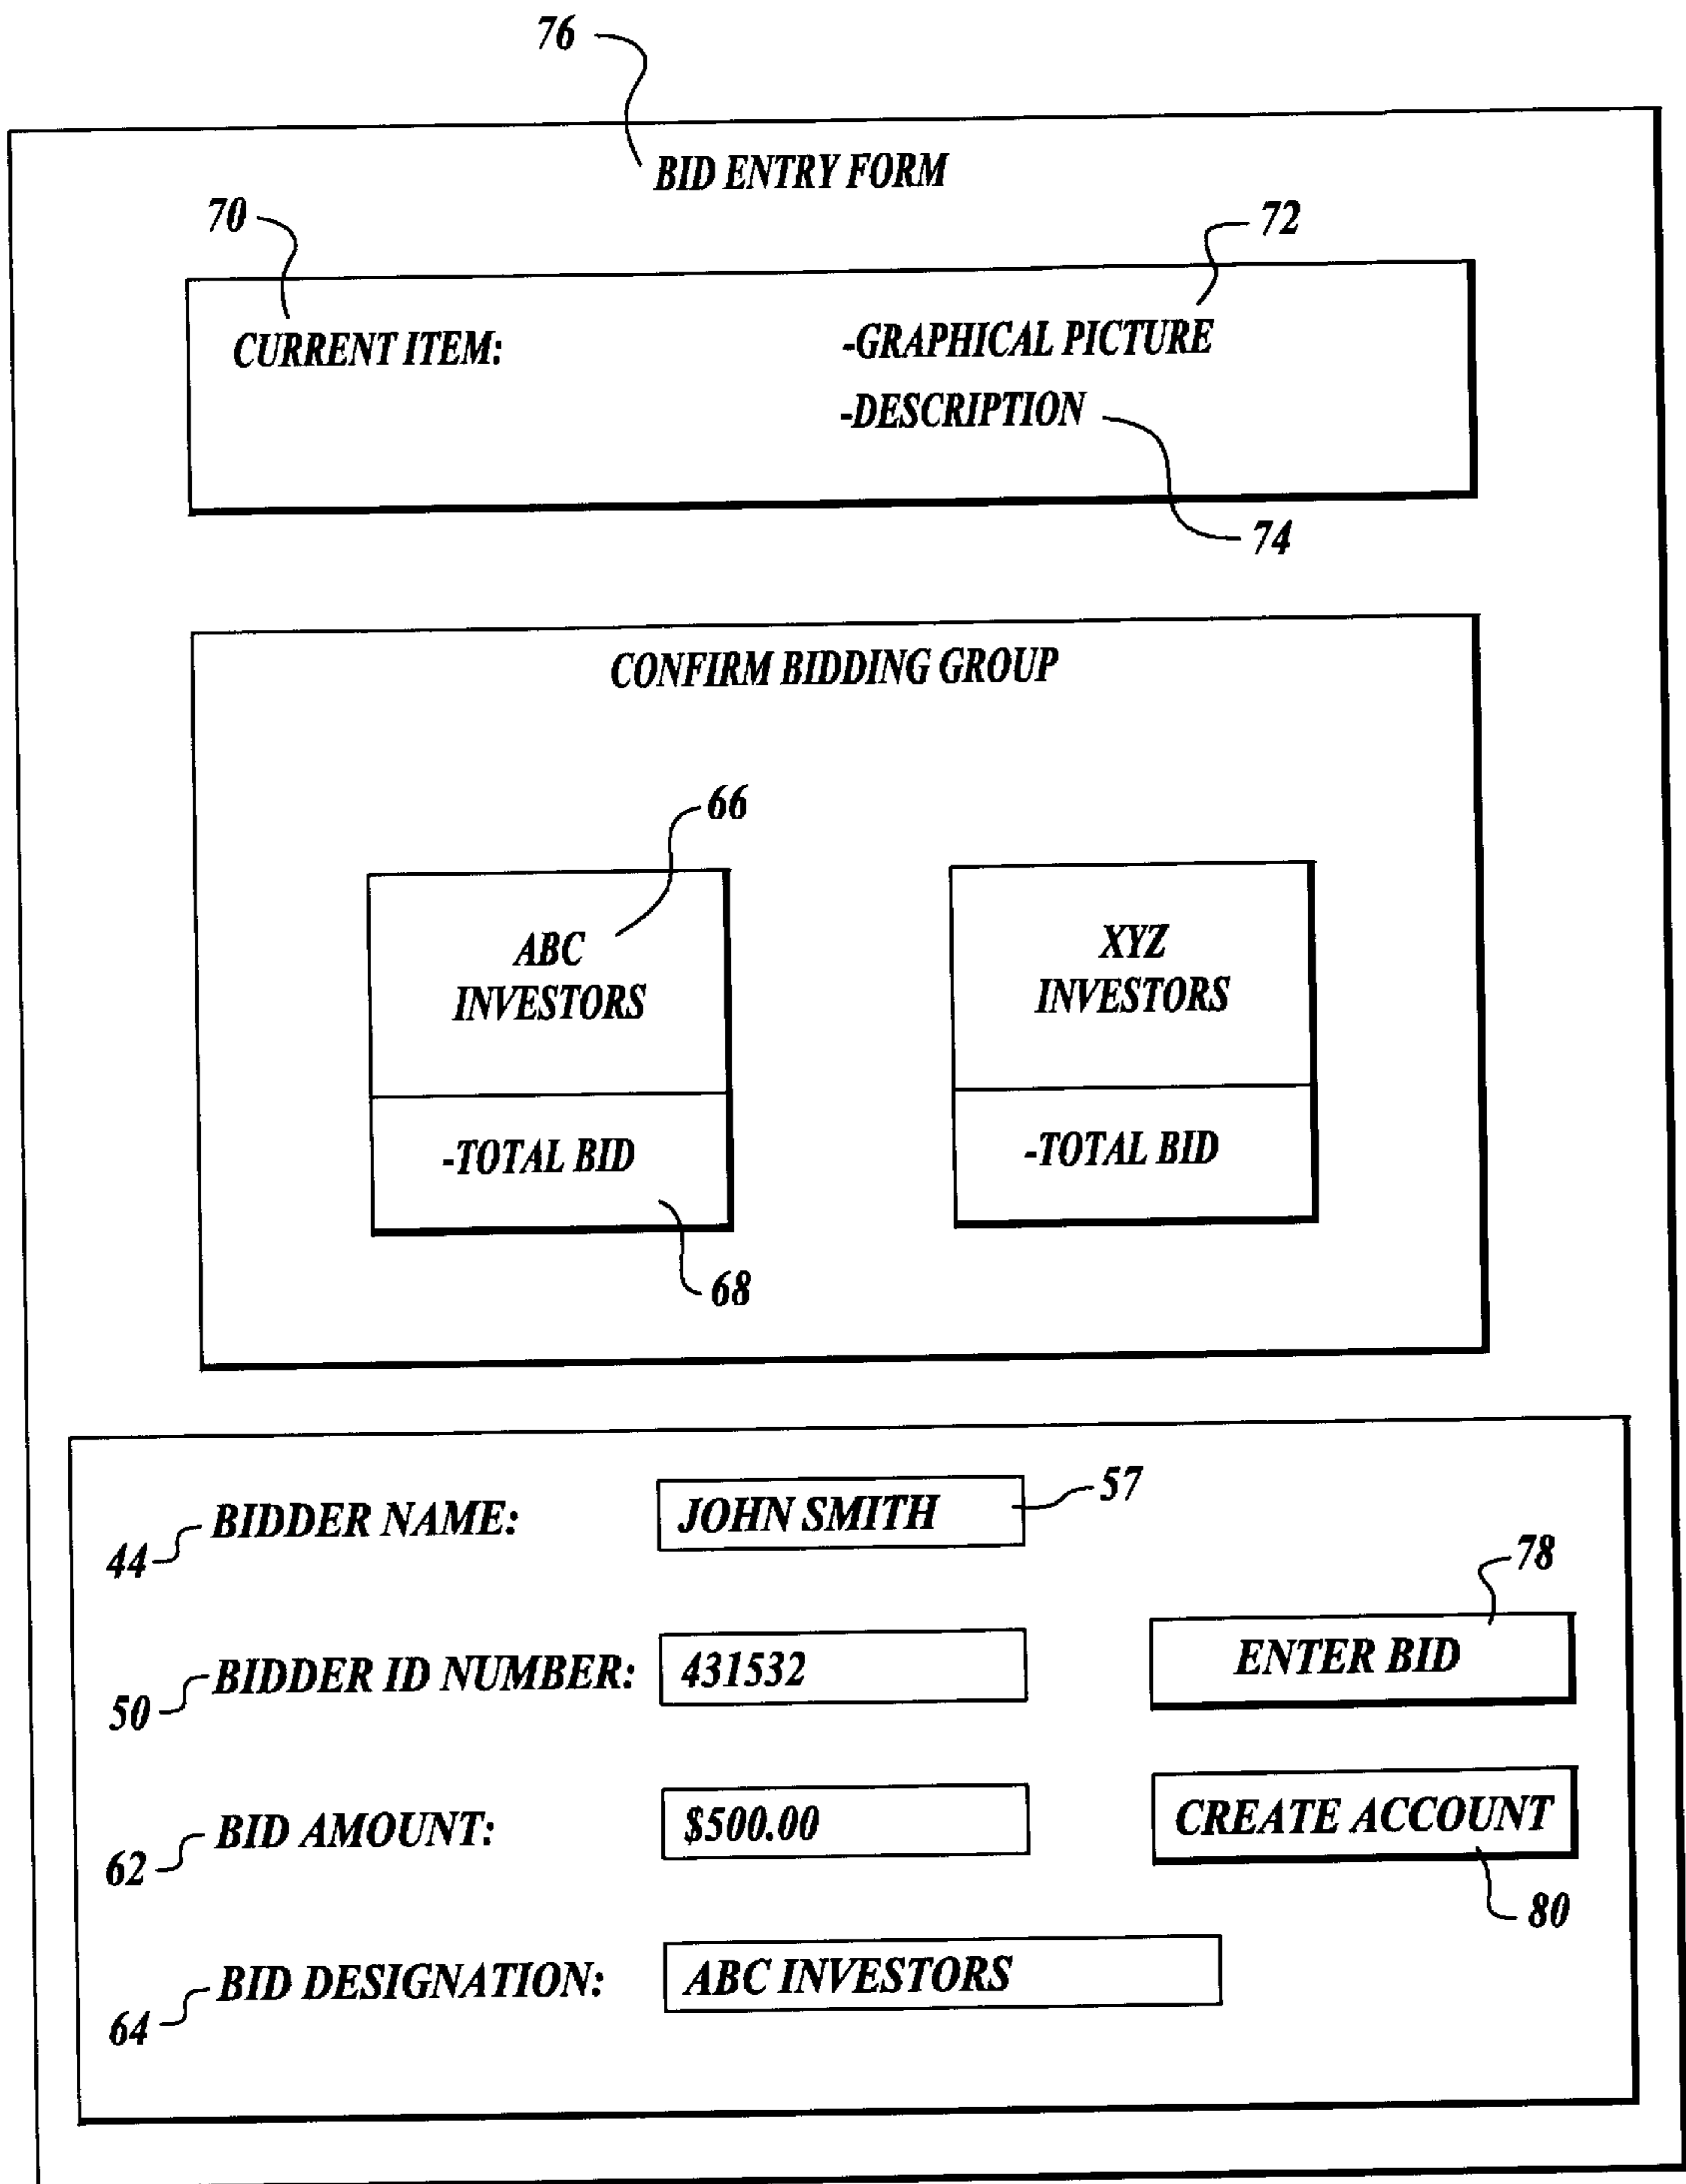 76
BID ENTRY FORM
70
72
CURRENT ITEM:
-GRAPHICAL PICTURE
-DESCRIPTION
74
CONFIRM BIDDING GROUP
66
ABC
INVESTORS
-TOTAL BID
68
XYZ
INVESTORS
-TOTAL BID
44
BIDDER NAME:
JOHN SMITH
57
78
50
BIDDER ID NUMBER:
431532
ENTER BID
62
BID AMOUNT:
$500.00
CREATE ACCOUNT
80
64
BID DESIGNATION:
ABC INVESTORS